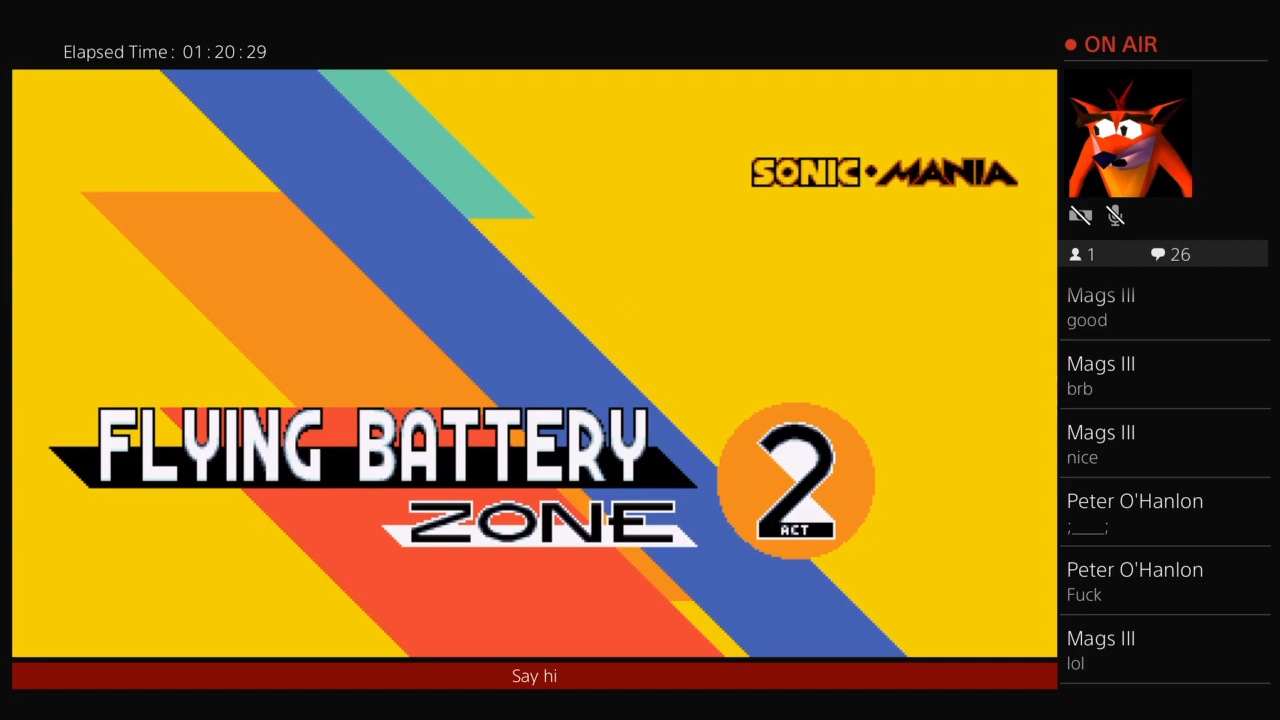 Elapsed Time: 01:20:29
ON AIR
SONIC MANIA
1 26
Mags III
good
Mags III
brb
Mags III
nice
FLYING BATTERY
ZONE
2
ACT
Peter O'Hanlon
;____;
Peter O'Hanlon
Fuck
Mags III
lol
Say hi